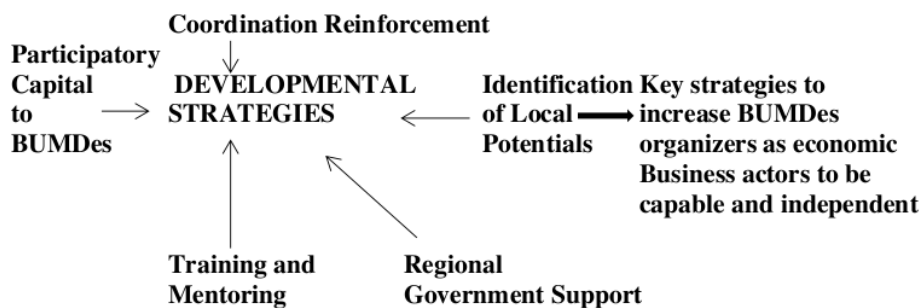 Coordination Reinforcement
Participatory
Capital
to
BUMDes
DEVELOPMENTAL
STRATEGIES
Identification
of Local
Potentials
Key strategies to
increase BUMDes
organizers as economic
Business actors to be
capable and independent
Training and
Mentoring
Regional
Government Support